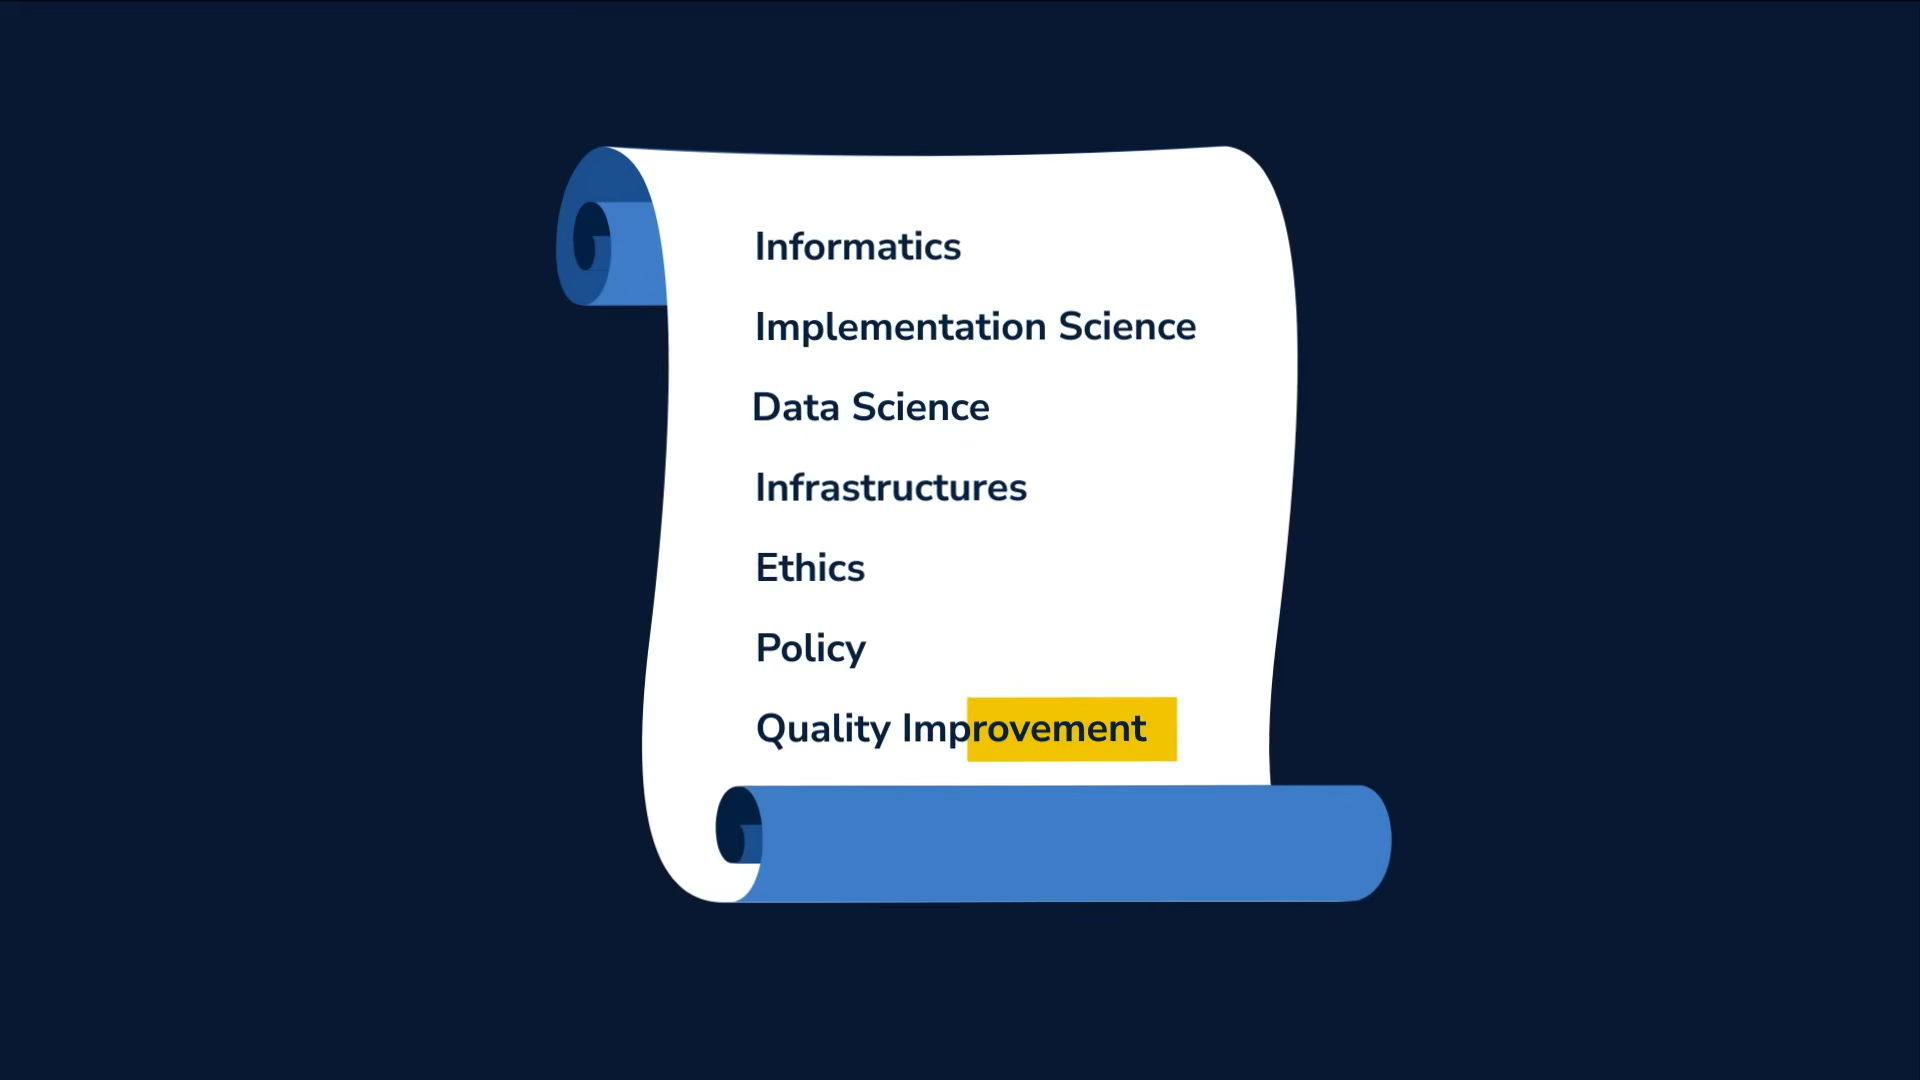 Informatics
Implementation Science
Data Science
Infrastructures
Ethics
Policy
Quality Improvement